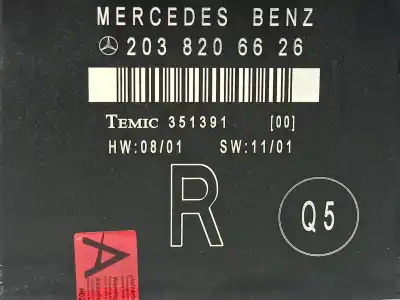 MERCEDES BENZ
203 820 66 26
TEMIC 351391 [00]
HW:08/01 SW:11/01
R
Q5
A